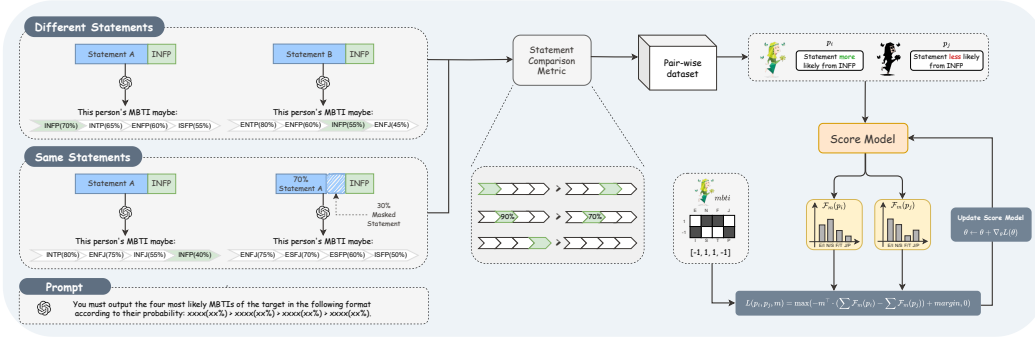 Different Statements
Statement A INFP
Statement B INFP
This person's MBTI maybe:
INFP(70%) INTP(65%) ENFP(60%) ISFP(55%)
This person's MBTI maybe:
ENTP(80%) ENFP(60%) INFP(55%) ENFJ(45%)
Same Statements
Statement A INFP
70% Statement A INFP
30%
Masked
Statement
This person's MBTI maybe:
INTP(80%) ENFJ(75%) INFJ(55%) INFP(40%)
This person's MBTI maybe:
ENFJ(75%) ESFJ(70%) ESFP(60%) ISFP(50%)
Prompt
You must output the four most likely MBTIs of the target in the following format
according to their probability: xxxx(xx%) > xxxx(xx%) > xxxx(xx%) > xxxx(xx%).
Statement
Comparison
Metric
>
90% > 70%
>
Pair-wise
dataset
p_i
Statement more
likely from INFP
p_j
Statement less likely
from INFP
Score Model
mbti
E N F J
1
-1
I S T P
[-1, 1, 1, -1]
F_m(p_i)
E/I N/S F/T J/P
F_m(p_j)
E/I N/S F/T J/P
Update Score Model
θ ← θ + ∇_θ L(θ)
L(p_i, p_j, m) = max(−m^⊤ · (∑ F_m(p_i) − ∑ F_m(p_j)) + margin, 0)